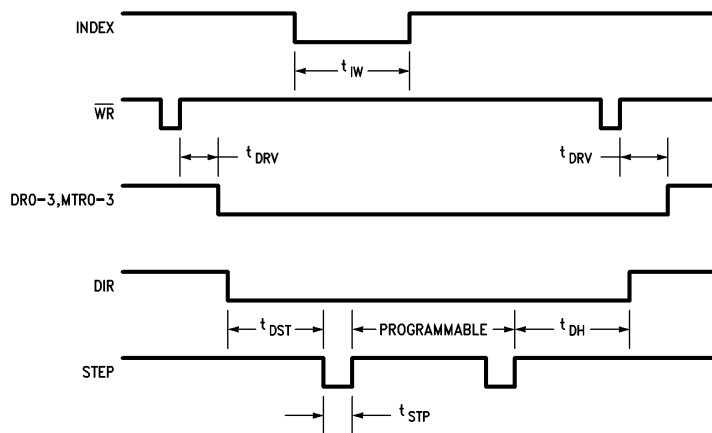 INDEX
t IW
WR
t DRV
t DRV
DR0-3,MTR0-3
DIR
t DST
PROGRAMMABLE
t DH
STEP
t STP